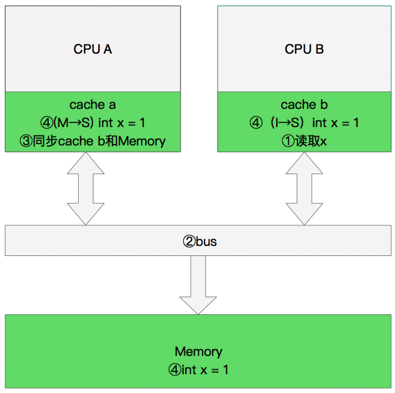 CPU A
cache a
④(M→S) int x = 1
③同步cache b和Memory
CPU B
cache b
④（I→S）int x = 1
①读取x
②bus
Memory
④int x = 1